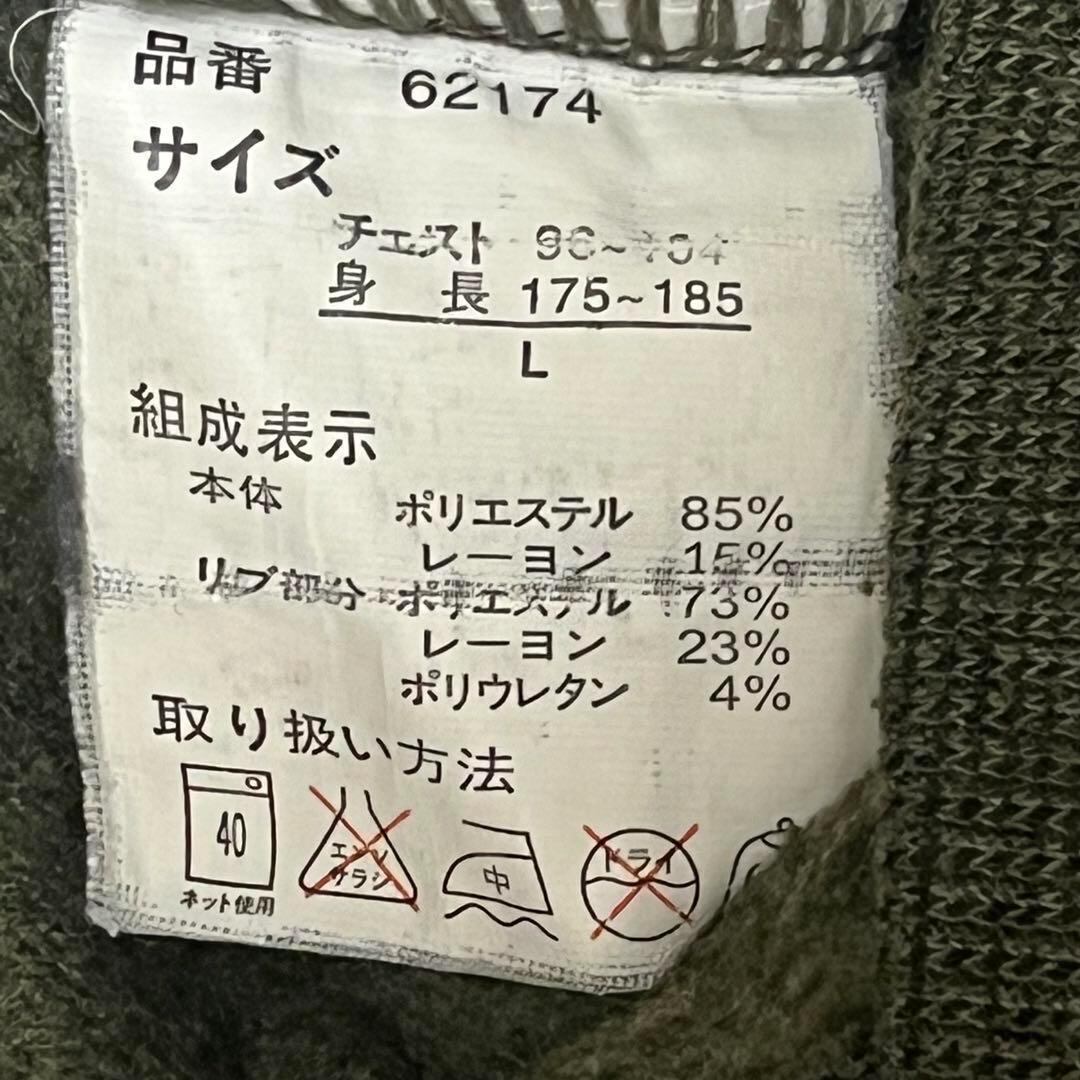 品番 62174
サイズ
チェスト 96~104
身長 175~185
L
組成表示
本体 ポリエステル 85%
レーヨン 15%
リブ部分 ポリエステル 73%
レーヨン 23%
ポリウレタン 4%
取り扱い方法
40
ネット使用
エンソ
サラシ
中
ドライ